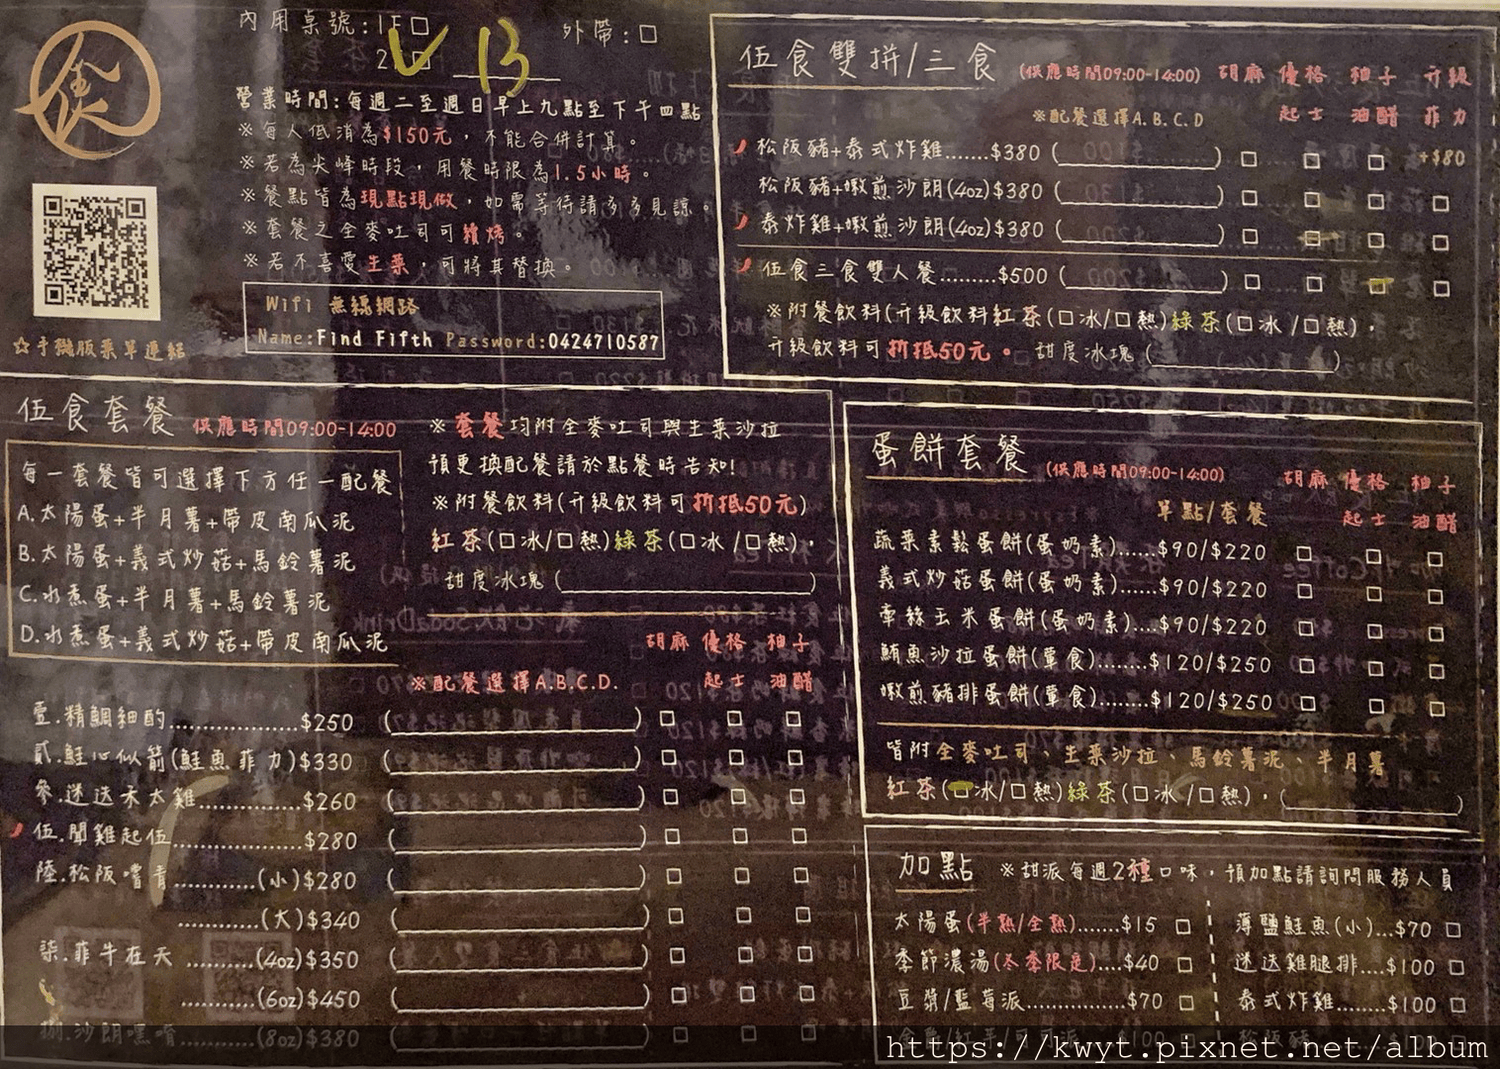 食
內用桌號:1F□
2F□ 13
外帶:□
營業時間:每週二至週日早上九點至下午四點
※每人低消為$150元，不能合併計算。
※若為尖峰時段，用餐時限為1.5小時。
※餐點皆為現點現做，如需等待請多多見諒。
※套餐之全麥吐司可續烤。
※若不喜愛生菜，可將其替換。
Wifi 無線網路
Name:Find Fifth Password:0424710587
☆手機版菜單連結
伍食雙拼/三食 (供應時間09:00-14:00) 胡麻 優格起士 柚子油醋 升級菲力
※配餐選擇A.B.C.D
松阪豬+泰式炸雞......$380 (__________) □ □ □ +$80
松阪豬+嫩煎沙朗(4oz)$380 (__________) □ □ □ □
泰炸雞+嫩煎沙朗(4oz)$380 (__________) □ □ □ □
伍食三食雙人餐.........$500 (__________) □ □ □ □
※附餐飲料(升級飲料紅茶(□冰/□熱)綠茶(□冰 /□熱)，
升級飲料可折抵50元。 甜度冰塊 (__________)
伍食套餐 供應時間09:00-14:00
每一套餐皆可選擇下方任一配餐
A.太陽蛋+半月薯+帶皮南瓜泥
B.太陽蛋+義式炒菇+馬鈴薯泥
C.水煮蛋+半月薯+馬鈴薯泥
D.水煮蛋+義式炒菇+帶皮南瓜泥
※套餐均附全麥吐司與生菜沙拉
預更換配餐請於點餐時告知!
※附餐飲料(升級飲料可折抵50元)
紅茶(□冰/□熱)綠茶(□冰 /□熱)，
甜度冰塊 (__________)
胡麻 優格起士 柚子油醋
※配餐選擇A.B.C.D.
壹.精鯛細酌..................$250 (__________) □ □ □
貳.鮭心似箭(鮭魚菲力)$330 (__________) □ □ □
參.迷迭禾太雞..............$260 (__________) □ □ □
伍.聞雞起伍..................$280 (__________) □ □ □
陸.松阪嚐青...........(小)$280 (__________) □ □ □
...........(大)$340 (__________) □ □ □
柒.菲牛在天 ..........(4oz)$350 (__________) □ □ □
..........(6oz)$450 (__________) □ □ □
捌.沙朗嘿唷 (8oz)$380 □ □ □
蛋餅套餐 (供應時間09:00-14:00) 胡麻 優格起士 柚子油醋
單點/套餐
蔬菜素鬆蛋餅(蛋奶素)......$90/$220 □ □ □
義式炒菇蛋餅(蛋奶素).....$90/$220 □ □ □
牽絲玉米蛋餅(蛋奶素)....$90/$220 □ □ □
鮪魚沙拉蛋餅(葷食)........$120/$250 □ □ □
嫩煎豬排蛋餅(葷食)........$120/$250 □ □ □
皆附全麥吐司、生菜沙拉、馬鈴薯泥、半月薯
紅茶(□冰/□熱)綠茶(□冰 /□熱)，(__________)
加點 ※甜派每週2種口味，預加點請詢問服務人員
太陽蛋(半熟/全熟).......$15 □
季節濃湯(冬季限定)....$40 □
豆漿/藍莓派...............$70 □
$100 □
薄鹽鮭魚(小)...$70 □
迷迭雞腿排....$100 □
泰式炸雞.......$100 □
松阪豬
https://kwyt.pixnet.net/album